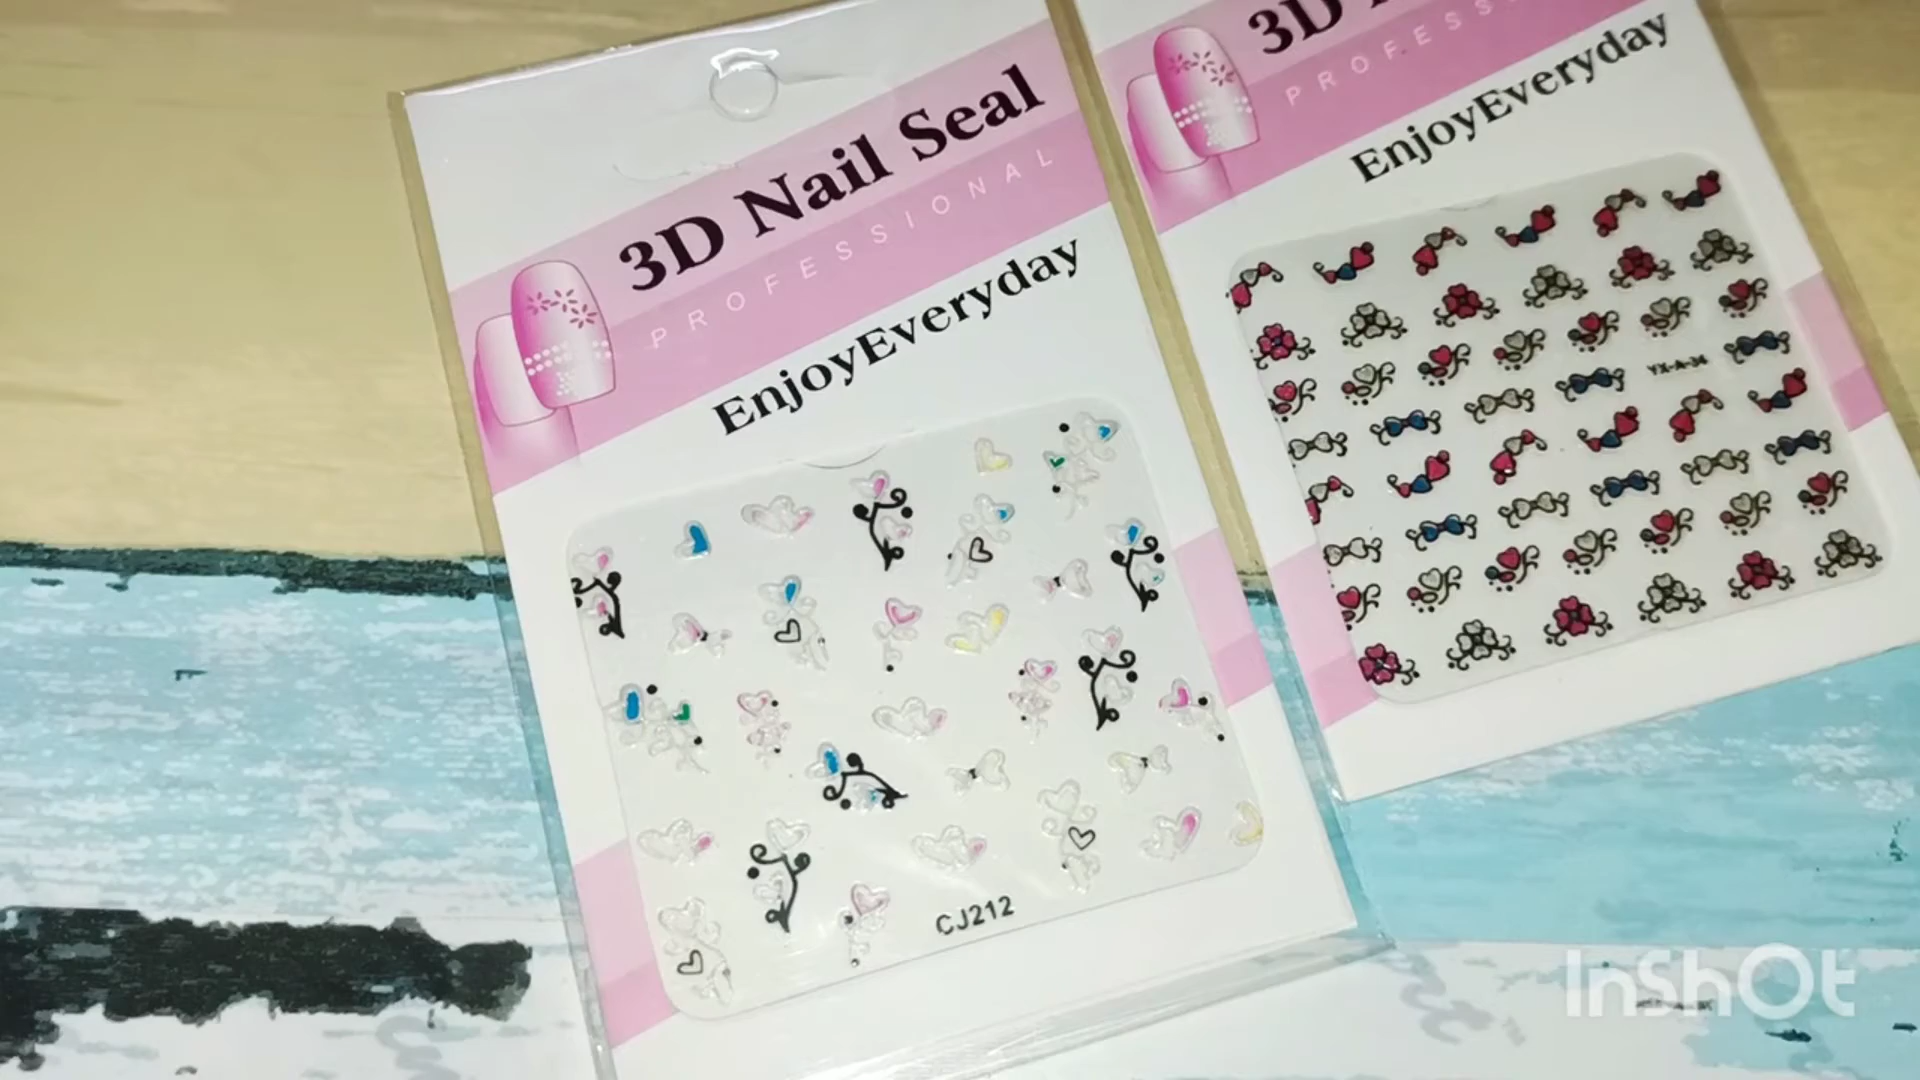 3D Nail Seal
PROFESSIONAL
EnjoyEveryday
CJ212
3D
PROFESS
EnjoyEveryday
YX-A-34
InShOt